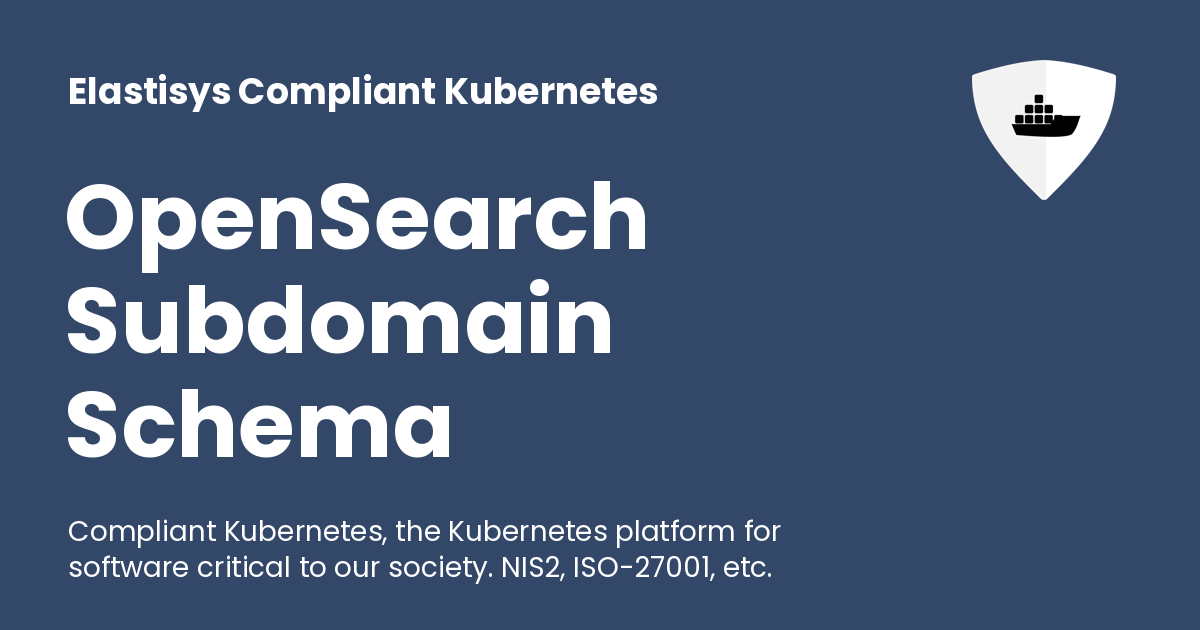 Elastisys Compliant Kubernetes
OpenSearch
Subdomain
Schema
Compliant Kubernetes, the Kubernetes platform for
software critical to our society. NIS2, ISO-27001, etc.